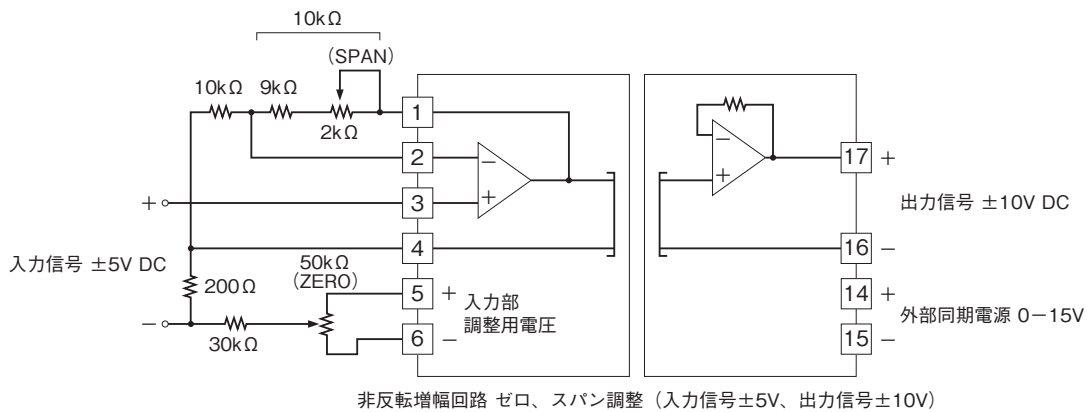 10kΩ
(SPAN)
10kΩ
9kΩ
2kΩ
1
2
3
4
5
6
+
入力信号 ±5V DC
−
200Ω
30kΩ
50kΩ
(ZERO)
+
−
入力部
調整用電圧
−
+
−
+
17
16
14
15
+
出力信号 ±10V DC
−
+
外部同期電源 0−15V
−
非反転増幅回路 ゼロ、スパン調整（入力信号±5V、出力信号±10V）